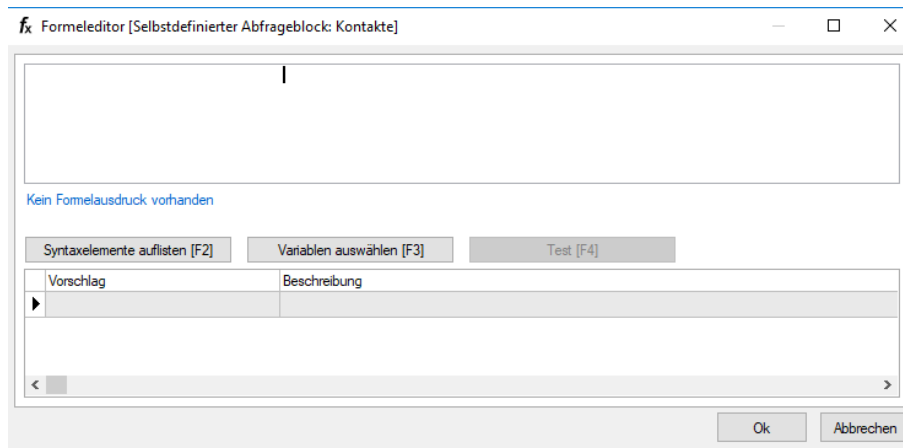 fx Formeleditor [Selbstdefinierter Abfrageblock: Kontakte]
Kein Formelausdruck vorhanden
Syntaxelemente auflisten [F2] Variablen auswählen [F3] Test [F4]
Vorschlag Beschreibung
Ok Abbrechen